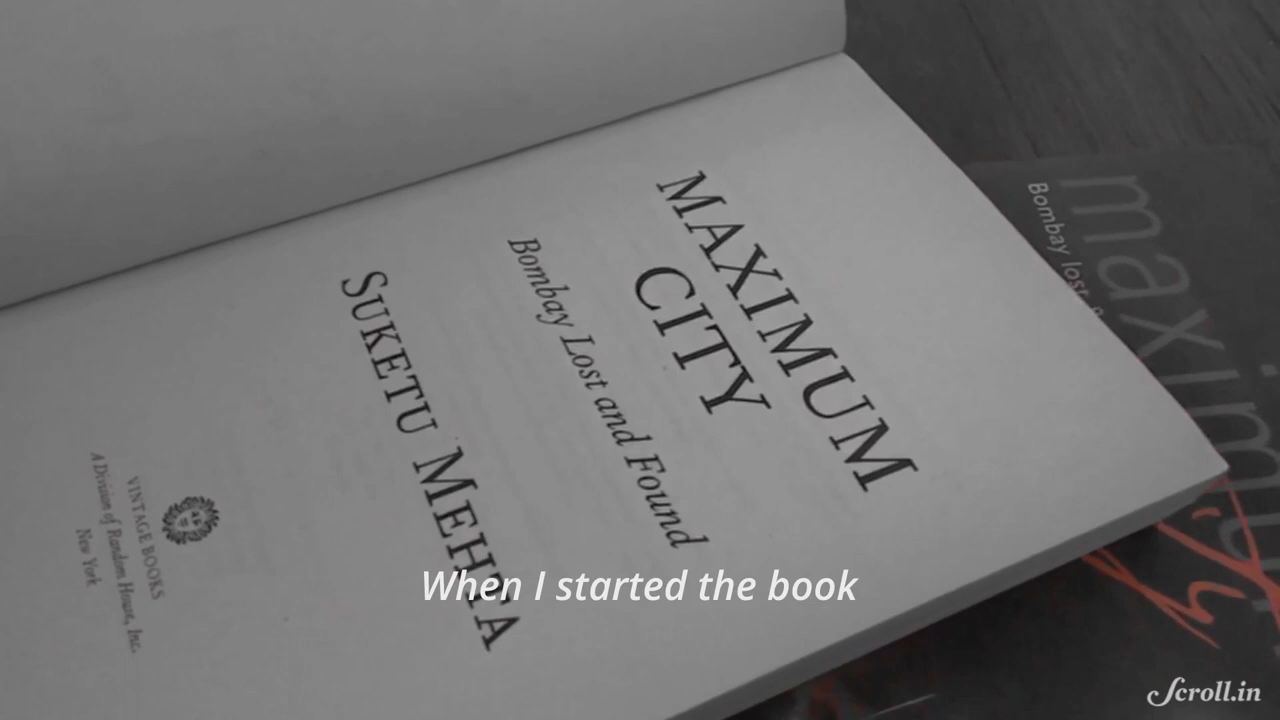 MAXIMUM
CITY
Bombay Lost and Found
SUKETU MEHTA
VINTAGE BOOKS
A Division of Random House, Inc.
New York
maximum
Bombay lost &
When I started the book
Scroll.in